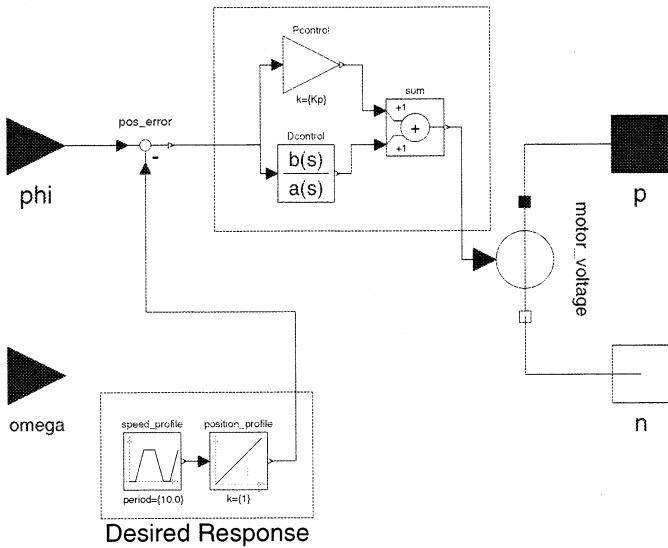 Pcontrol
k={Kp}
sum
+1
+
+1
pos_error
-
Dcontrol
b(s)
a(s)
phi
p
motor_voltage
omega
n
speed_profile
position_profile
period={10.0}
k={1}
Desired Response